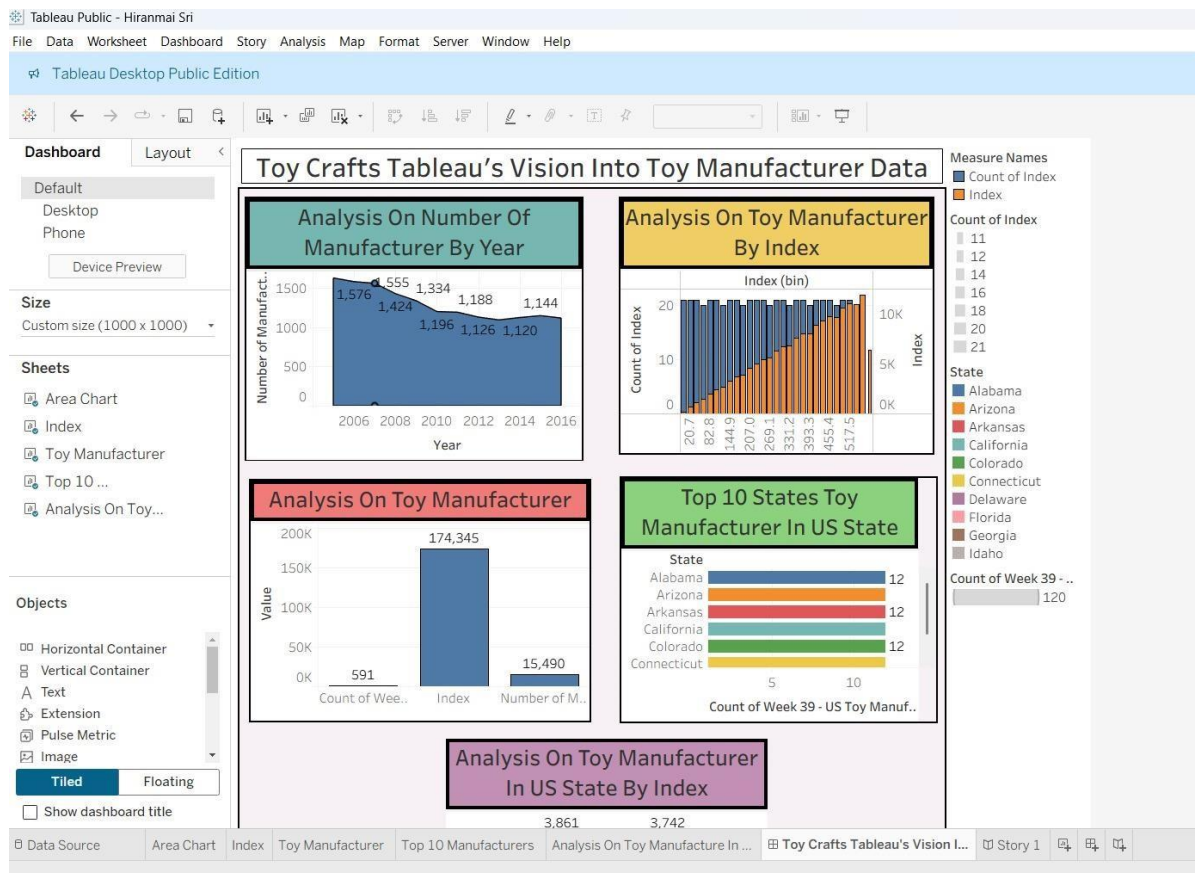 Tableau Public - Hiranmai Sri
File Data Worksheet Dashboard Story Analysis Map Format Server Window Help
Tableau Desktop Public Edition
Dashboard Layout
Default
Desktop
Phone
Device Preview
Size
Custom size (1000 x 1000)
Sheets
Area Chart
Index
Toy Manufacturer
Top 10 ...
Analysis On Toy...
Objects
Horizontal Container
Vertical Container
Text
Extension
Pulse Metric
Image
Tiled Floating
Show dashboard title
Toy Crafts Tableau's Vision Into Toy Manufacturer Data
Analysis On Number Of
Manufacturer By Year
Number of Manufact..
1500
1000
500
0
1,576
1,555
1,424
1,334
1,196
1,188
1,126
1,120
1,144
2006 2008 2010 2012 2014 2016
Year
Analysis On Toy Manufacturer
By Index
Index (bin)
Count of Index
20
10
0
10K
5K
0K
Index
20.7 82.8 144.9 207.0 269.1 331.2 393.3 455.4 517.5
Analysis On Toy Manufacturer
Value
200K
150K
100K
50K
0K
591
174,345
15,490
Count of Wee.. Index Number of M..
Top 10 States Toy
Manufacturer In US State
State
Alabama 12
Arizona
Arkansas 12
California
Colorado 12
Connecticut
5 10
Count of Week 39 - US Toy Manuf..
Analysis On Toy Manufacturer
In US State By Index
3,861 3,742
Measure Names
Count of Index
Index
Count of Index
11
12
14
16
18
20
21
State
Alabama
Arizona
Arkansas
California
Colorado
Connecticut
Delaware
Florida
Georgia
Idaho
Count of Week 39 - ..
120
Data Source Area Chart Index Toy Manufacturer Top 10 Manufacturers Analysis On Toy Manufacture In ... Toy Crafts Tableau's Vision I... Story 1